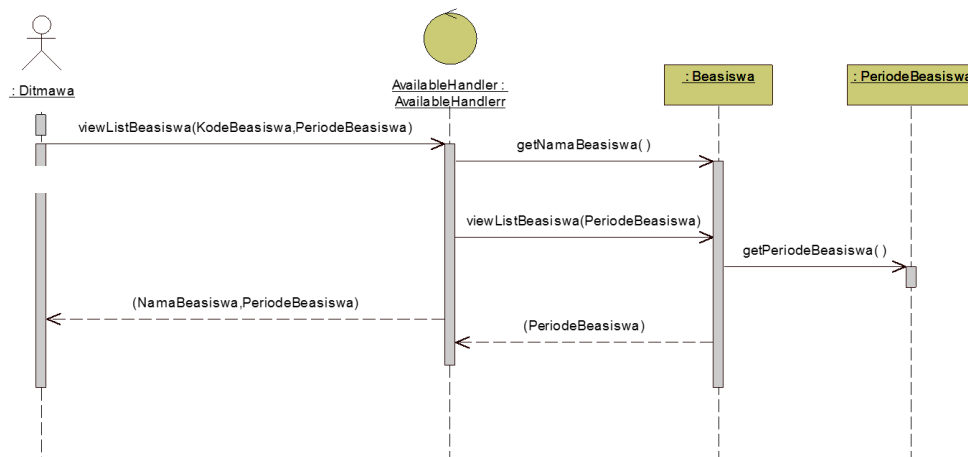 : Ditmawa
AvailableHandler :
AvailableHandlerr
: Beasiswa
: PeriodeBeasiswa
viewListBeasiswa(KodeBeasiswa,PeriodeBeasiswa)
getNamaBeasiswa( )
viewListBeasiswa(PeriodeBeasiswa)
getPeriodeBeasiswa( )
(NamaBeasiswa,PeriodeBeasiswa)
(PeriodeBeasiswa)